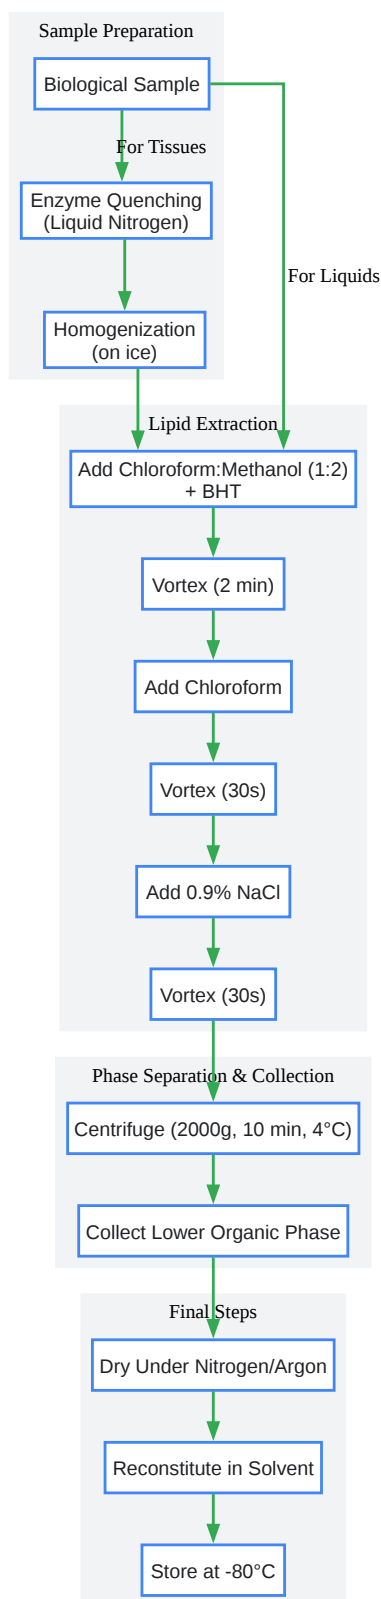 Sample Preparation
Biological Sample
For Tissues
Enzyme Quenching
(Liquid Nitrogen)
For Liquids
Homogenization
(on ice)
Lipid Extraction
Add Chloroform:Methanol (1:2)
+ BHT
Vortex (2 min)
Add Chloroform
Vortex (30s)
Add 0.9% NaCl
Vortex (30s)
Phase Separation & Collection
Centrifuge (2000g, 10 min, 4°C)
Collect Lower Organic Phase
Final Steps
Dry Under Nitrogen/Argon
Reconstitute in Solvent
Store at -80°C